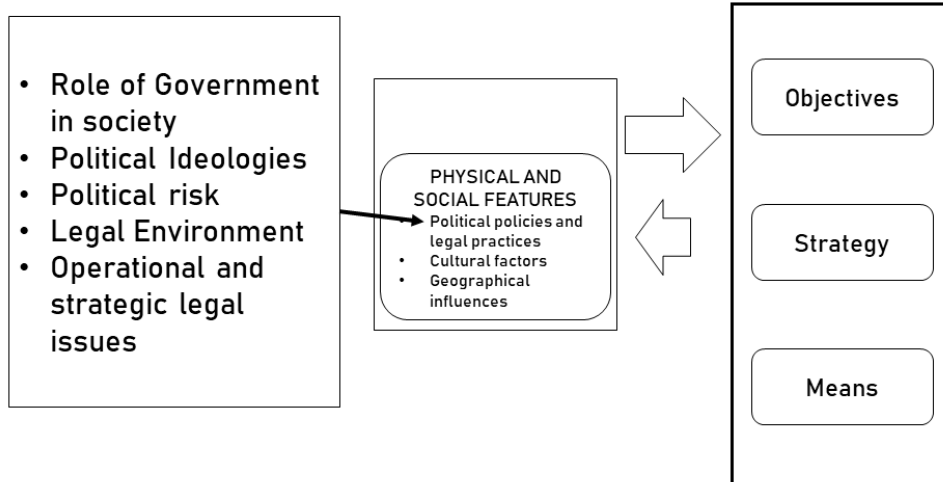 • Role of Government
in society
• Political Ideologies
• Political risk
• Legal Environment
• Operational and
strategic legal
issues
PHYSICAL AND
SOCIAL FEATURES
• Political policies and
legal practices
• Cultural factors
• Geographical
influences
Objectives
Strategy
Means